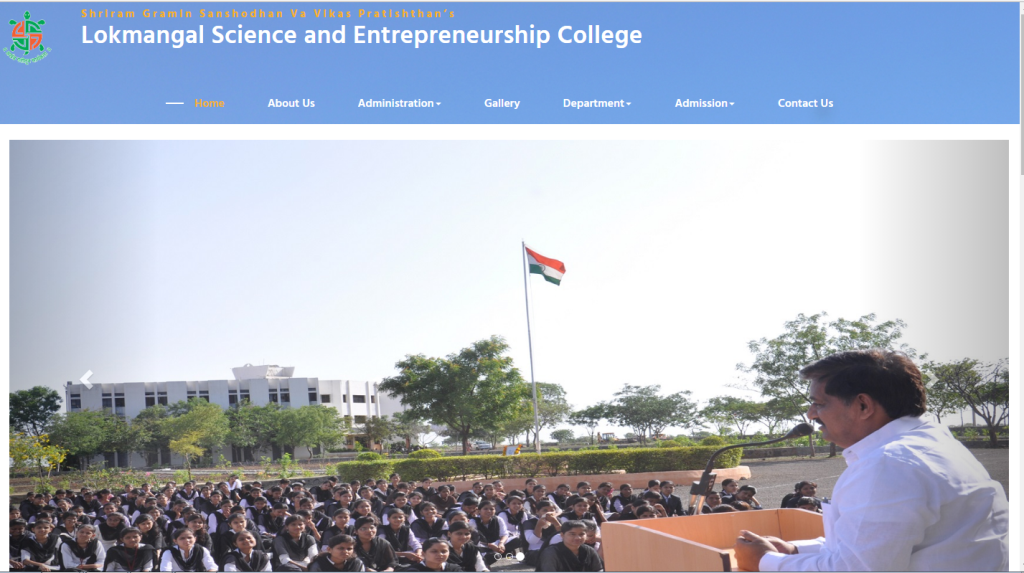 Shriram Gramin Sanshodhan Va Vikas Pratishthan's
Lokmangal Science and Entrepreneurship College
Home About Us Administration Gallery Department Admission Contact Us